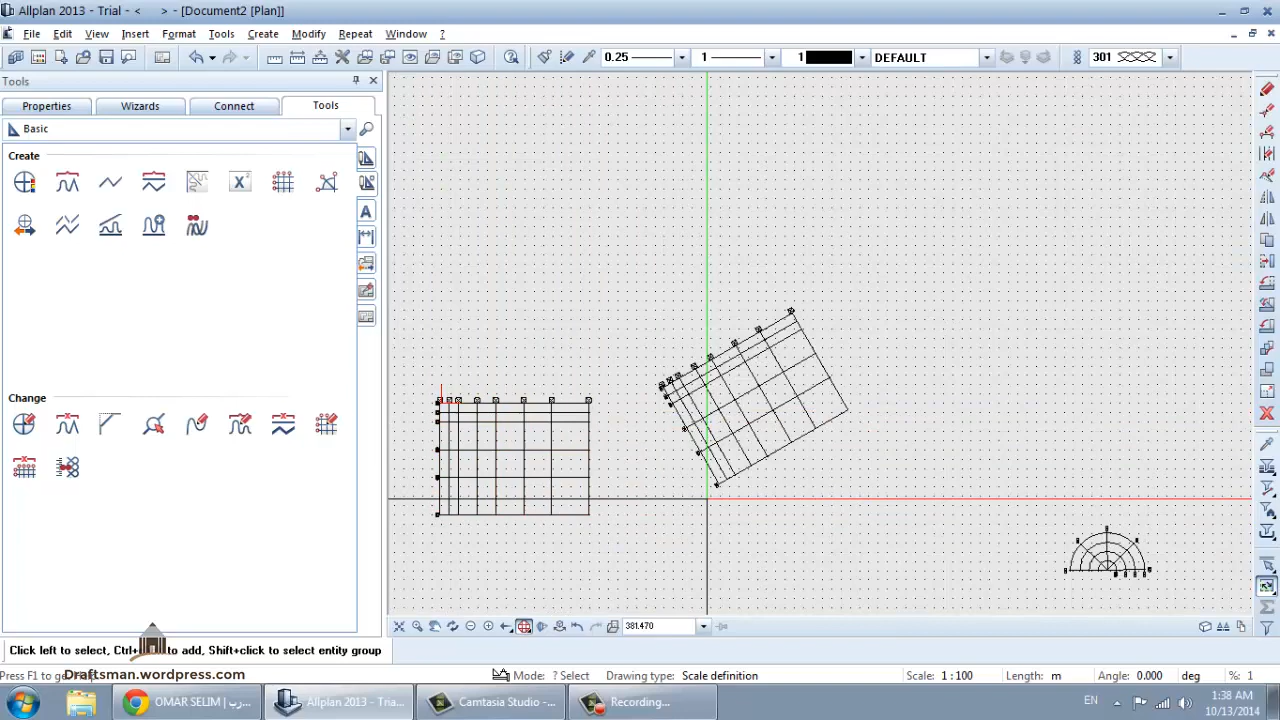 Allplan 2013 - Trial - < > - [Document2 [Plan]]
File Edit View Insert Format Tools Create Modify Repeat Window ?
0.25 1 1 DEFAULT 301
Tools
Properties Wizards Connect Tools
Basic
Create
Change
381.470
Click left to select, Ctrl+ to add, Shift+click to select entity group
Draftsman.wordpress.com
Press F1 to ge
Mode: ? Select Drawing type: Scale definition Scale: 1 : 100 Length: m Angle: 0.000 deg %: 1
OMAR SELIM | ... Allplan 2013 - Tria... Camtasia Studio - ... Recording... EN 1:38 AM
10/13/2014